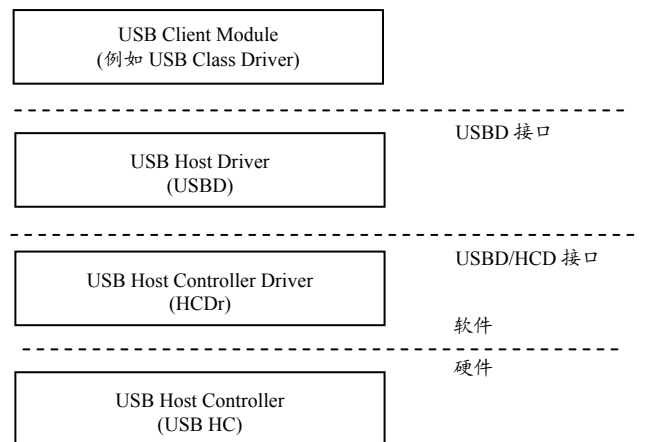 USB Client Module
(例如 USB Class Driver)
USBD 接口
USB Host Driver
(USBD)
USBD/HCD 接口
USB Host Controller Driver
(HCDr)
软件
硬件
USB Host Controller
(USB HC)